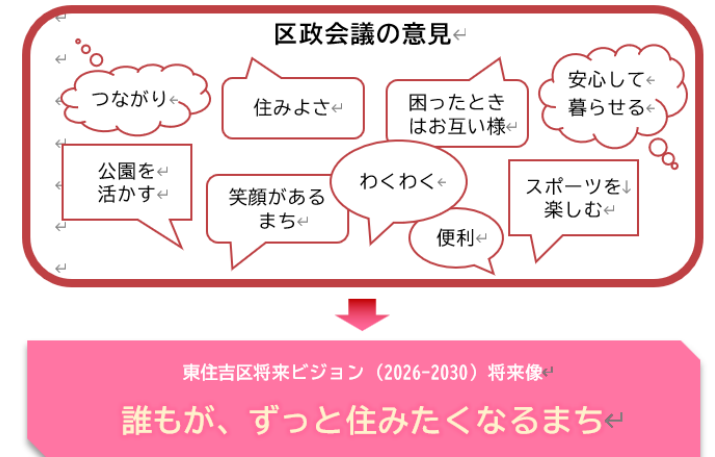 区政会議の意見
つながり
住みよさ
困ったとき
はお互い様
安心して
暮らせる
公園を
活かす
笑顔がある
まち
わくわく
便利
スポーツを
楽しむ
東住吉区将来ビジョン（2026-2030）将来像
誰もが、ずっと住みたくなるまち